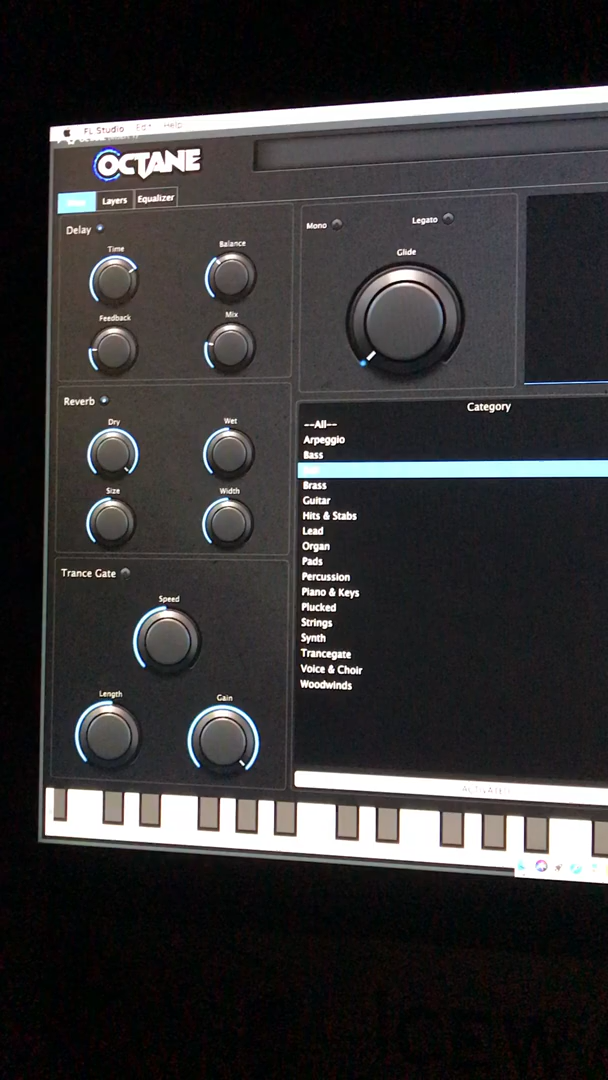 FL Studio Edit Help
OCTANE
Layers Equalizer
Delay
Time Balance
Feedback Mix
Reverb
Dry Wet
Size Width
Trance Gate
Speed
Length Gain
Mono Legato
Glide
Category
--All--
Arpeggio
Bass
Brass
Guitar
Hits & Stabs
Lead
Organ
Pads
Percussion
Piano & Keys
Plucked
Strings
Synth
Trancegate
Voice & Choir
Woodwinds